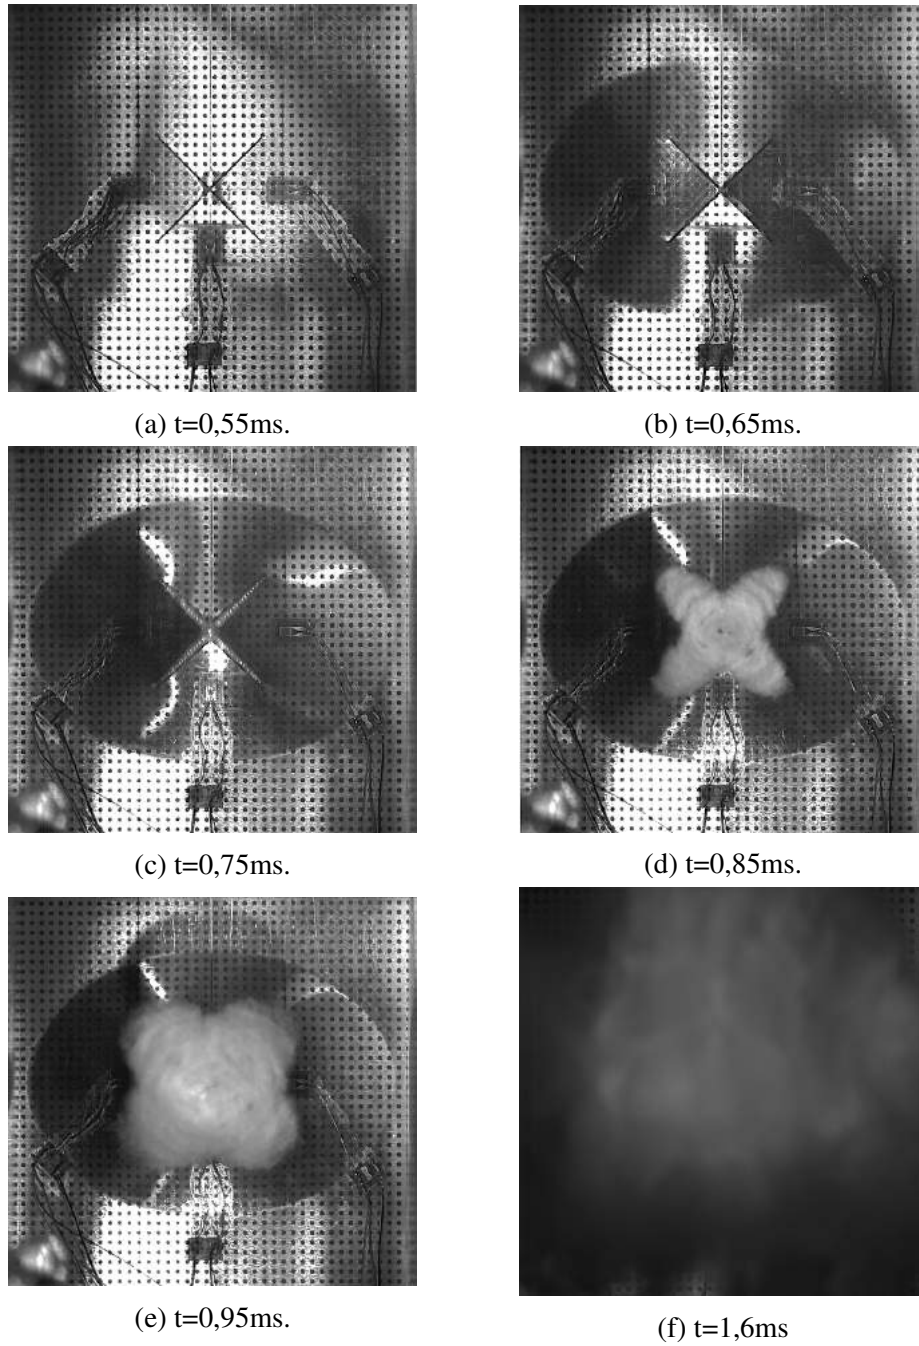 (a) t=0,55ms.
(b) t=0,65ms.
(c) t=0,75ms.
(d) t=0,85ms.
(e) t=0,95ms.
(f) t=1,6ms